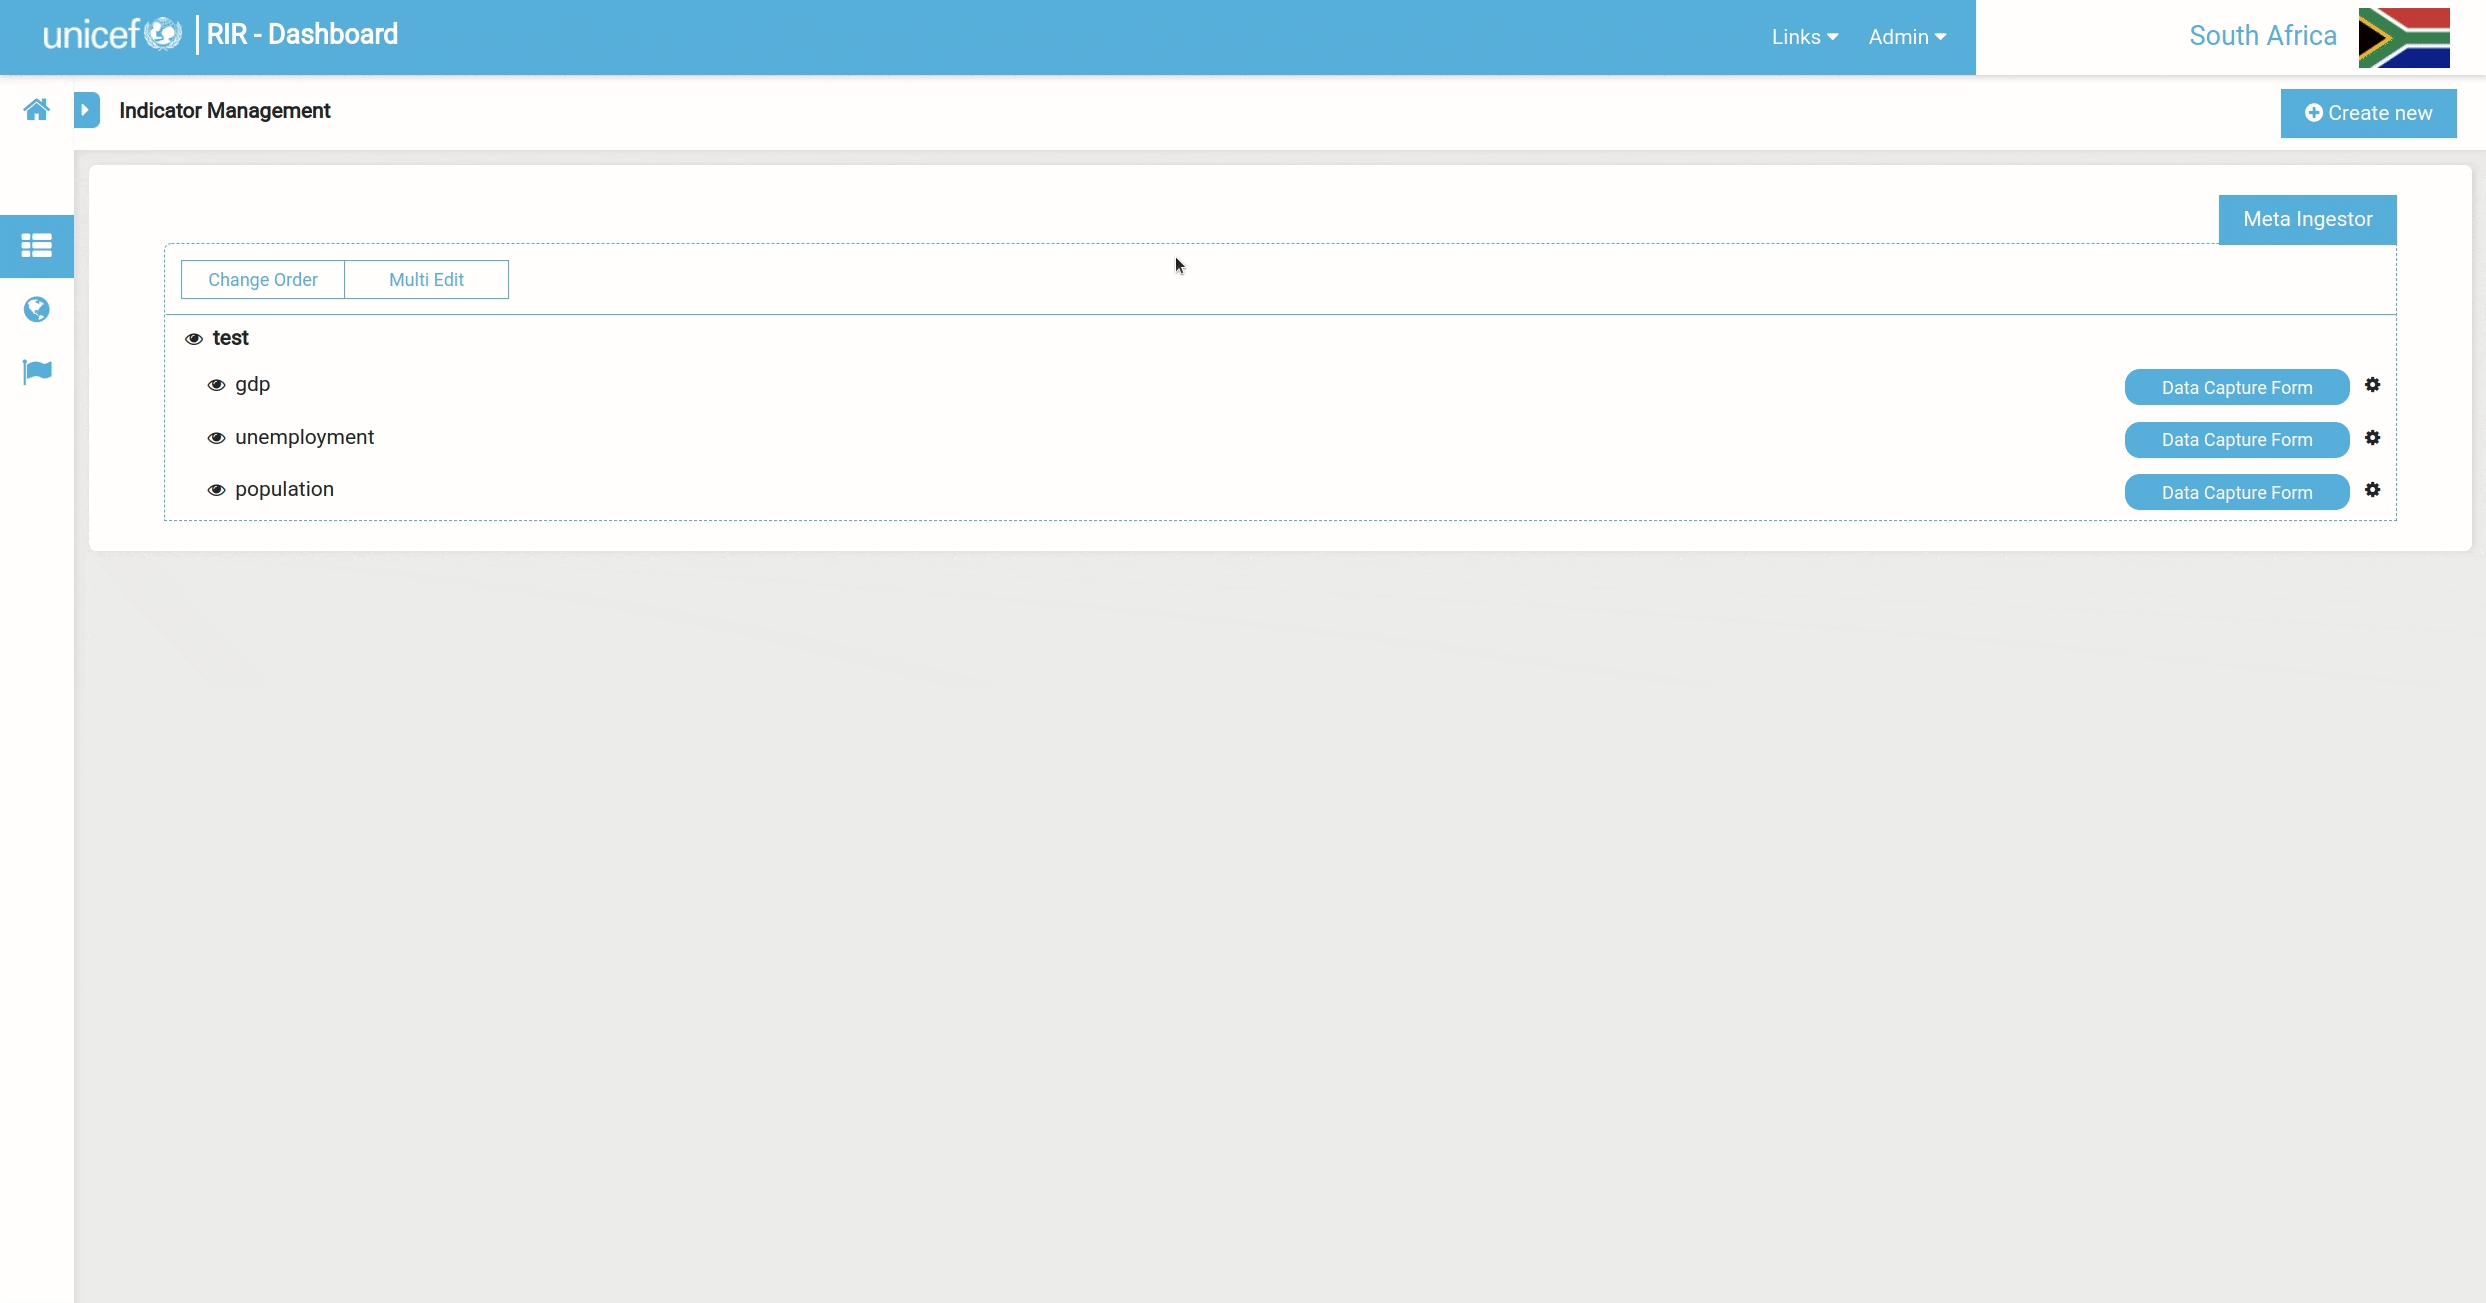 unicef RIR - Dashboard Links Admin South Africa
Indicator Management Create new
Meta Ingestor
Change Order Multi Edit
test
gdp Data Capture Form
unemployment Data Capture Form
population Data Capture Form